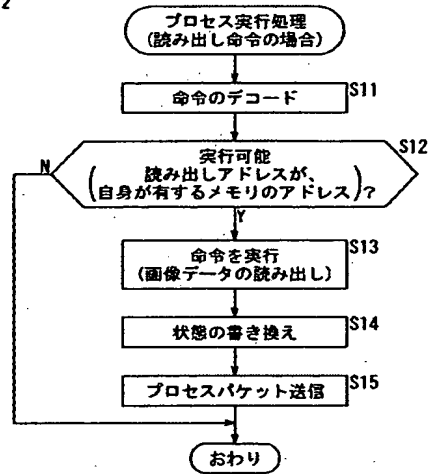 2
プロセス実行処理
(読み出し命令の場合)
命令のデコード
S11
実行可能
S12
(読み出しアドレスが、
自身が有するメモリのアドレス)?
N
Y
命令を実行
(画像データの読み出し)
S13
状態の書き換え
S14
プロセスパケット送信
S15
おわり